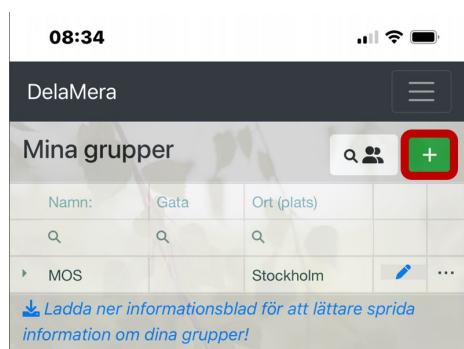 08:34
DelaMera
Mina grupper
Namn: Gata Ort (plats)
MOS Stockholm
Ladda ner informationsblad för att lättare sprida
information om dina grupper!